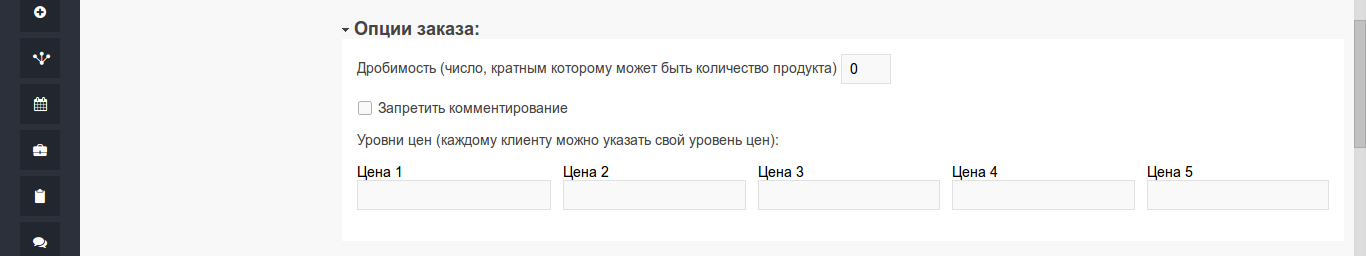 Опции заказа:
Дробимость (число, кратным которому может быть количество продукта) 0
Запретить комментирование
Уровни цен (каждому клиенту можно указать свой уровень цен):
Цена 1 Цена 2 Цена 3 Цена 4 Цена 5